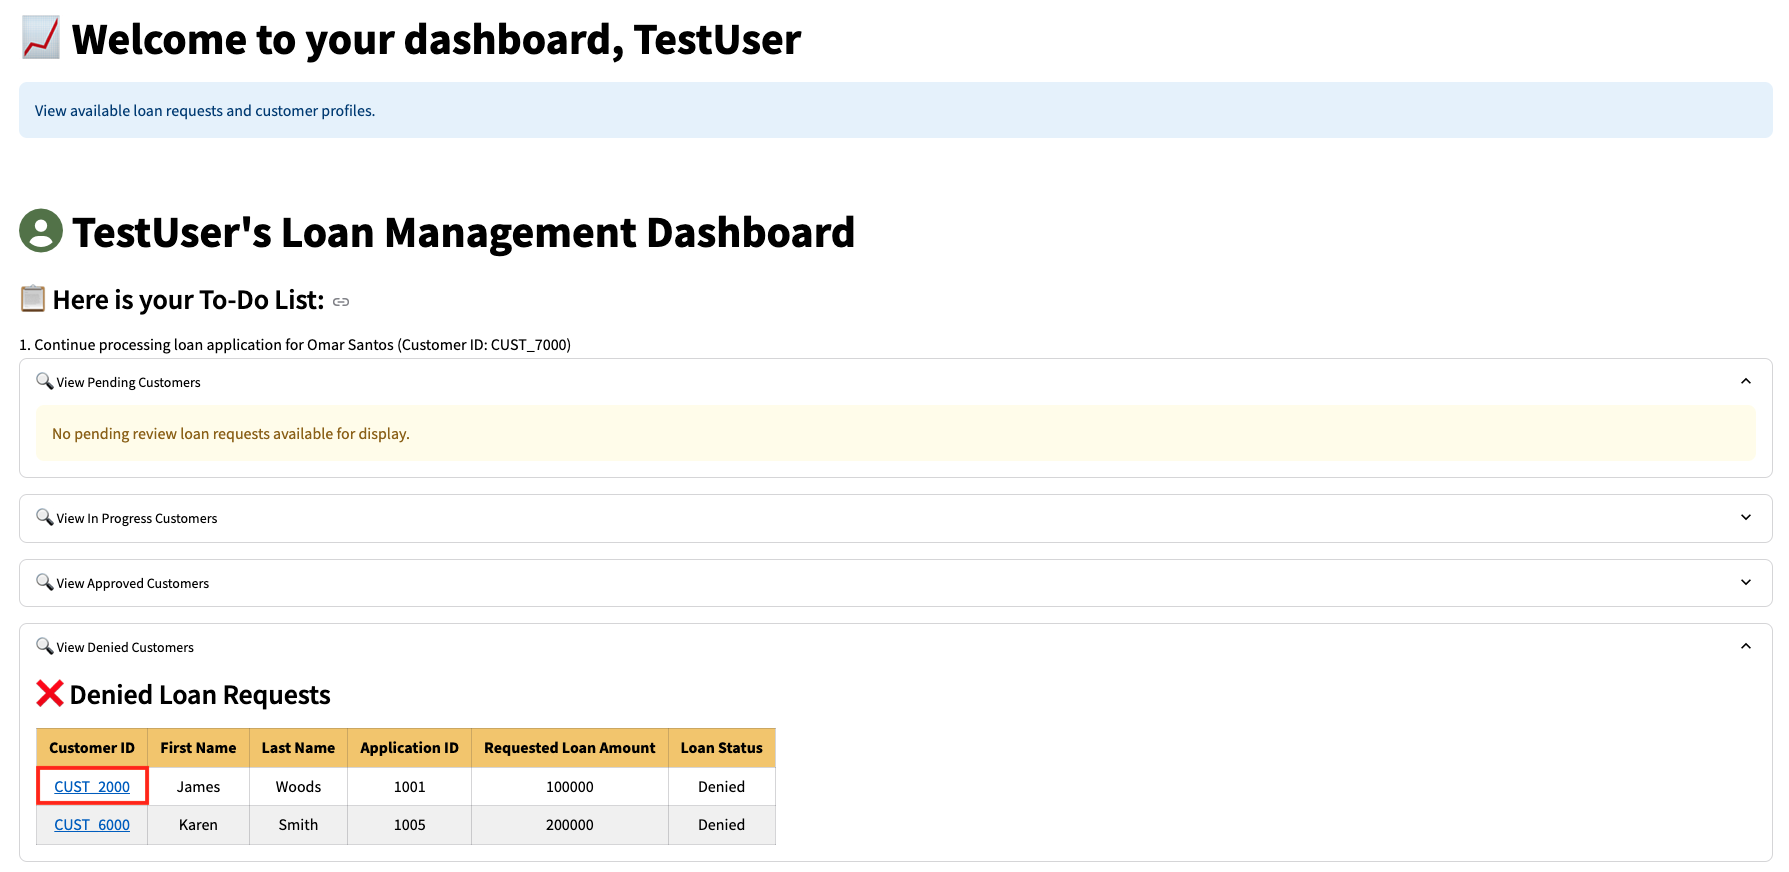 Welcome to your dashboard, TestUser
View available loan requests and customer profiles.
TestUser's Loan Management Dashboard
Here is your To-Do List:
1. Continue processing loan application for Omar Santos (Customer ID: CUST_7000)
View Pending Customers
No pending review loan requests available for display.
View In Progress Customers
View Approved Customers
View Denied Customers
Denied Loan Requests
Customer ID First Name Last Name Application ID Requested Loan Amount Loan Status
CUST_2000 James Woods 1001 100000 Denied
CUST_6000 Karen Smith 1005 200000 Denied